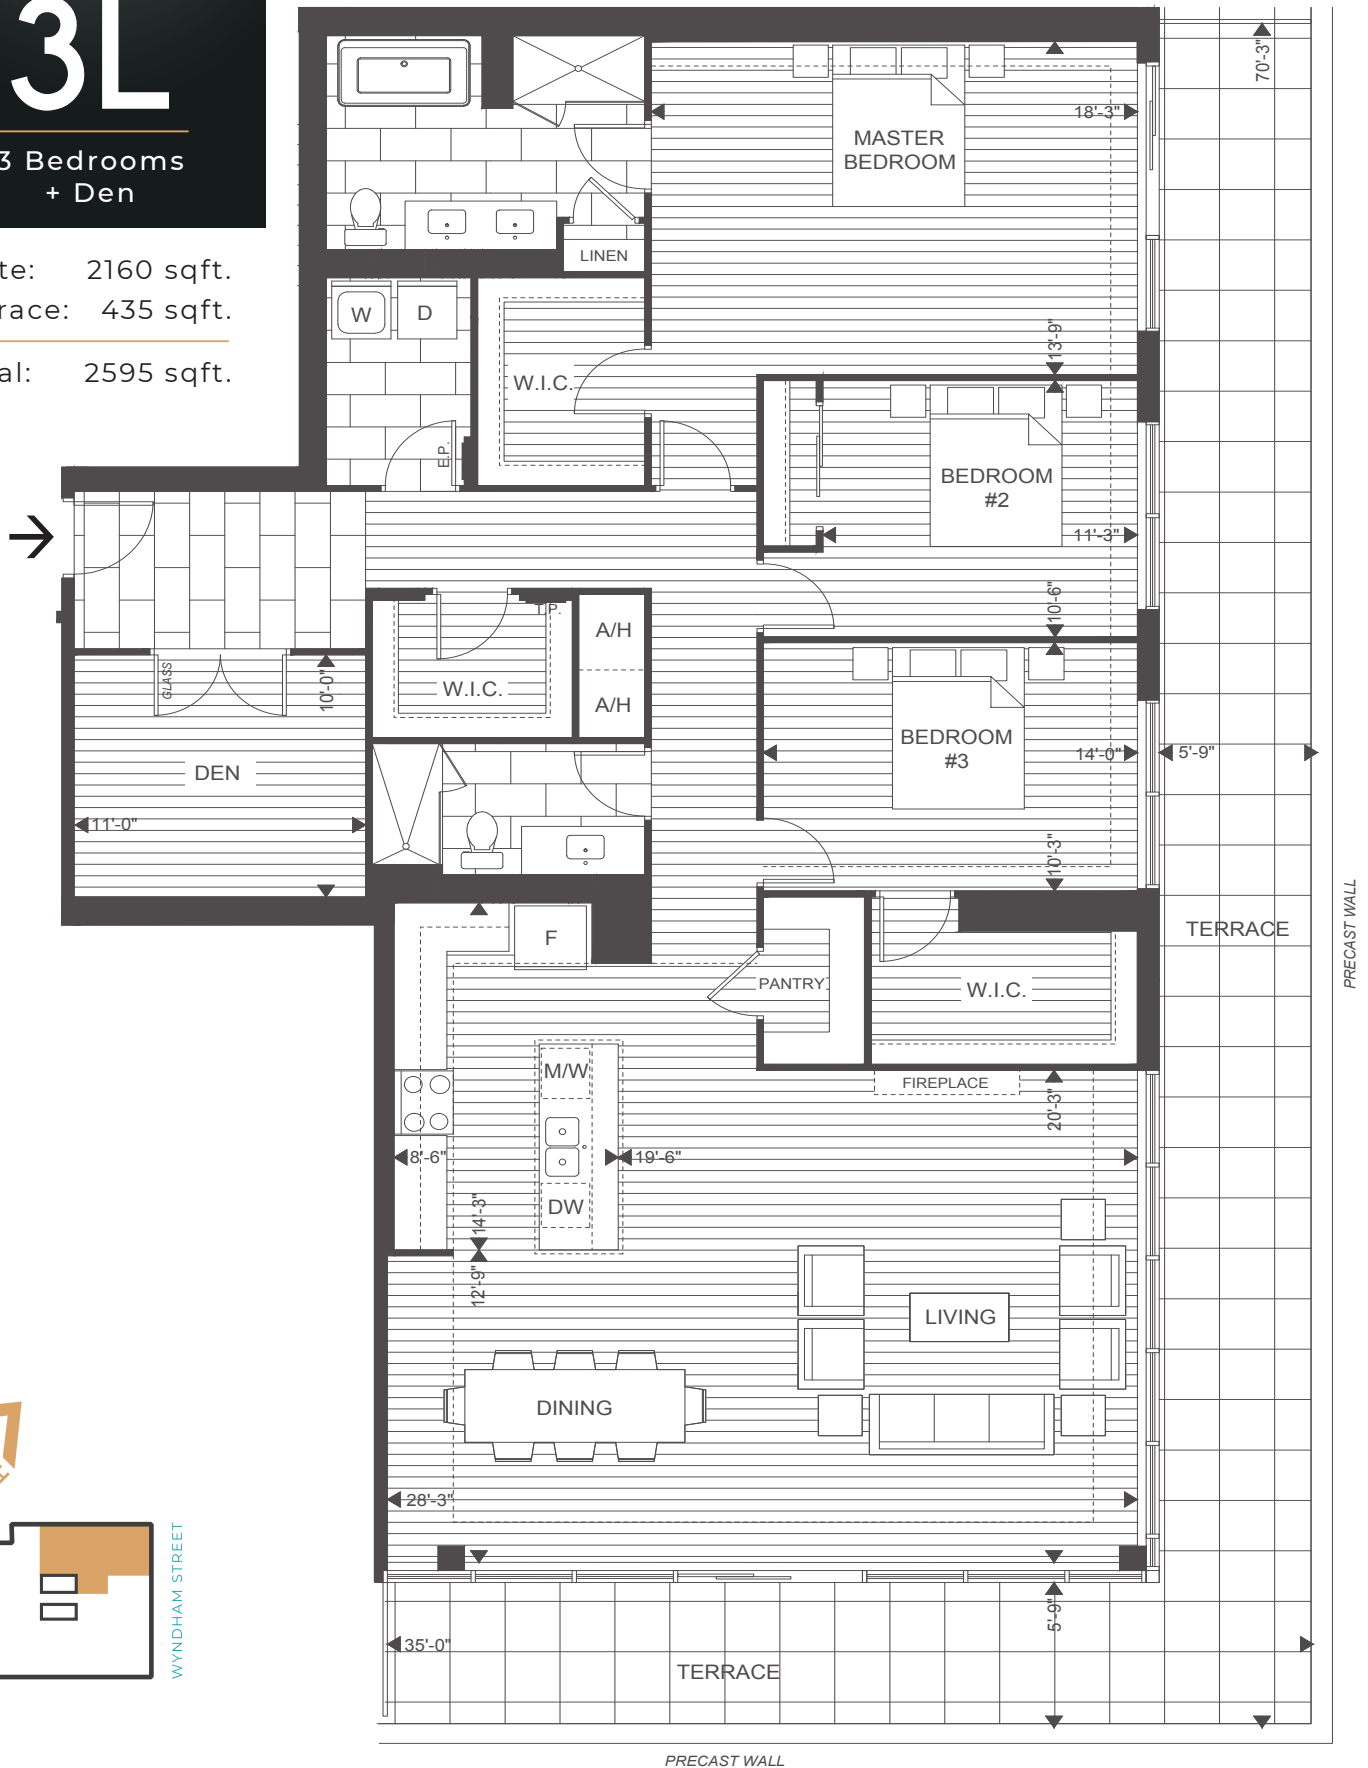 3L
3 Bedrooms
+ Den
te: 2160 sqft.
race: 435 sqft.
al: 2595 sqft.
70'-3"
18'-3"
MASTER
BEDROOM
LINEN
W
D
W.I.C.
13'-9"
E.P.
BEDROOM
#2
11'-3"
10'-6"
T.P.
A/H
W.I.C.
A/H
GLASS
10'-0"
BEDROOM
#3
14'-0"
5'-9"
DEN
11'-0"
10'-3"
F
TERRACE
PRECAST WALL
PANTRY
W.I.C.
M/W
FIREPLACE
20'-3"
8'-6"
19'-6"
DW
14'-3"
12'-9"
LIVING
DINING
28'-3"
WYNDHAM STREET
5'-9"
35'-0"
TERRACE
PRECAST WALL